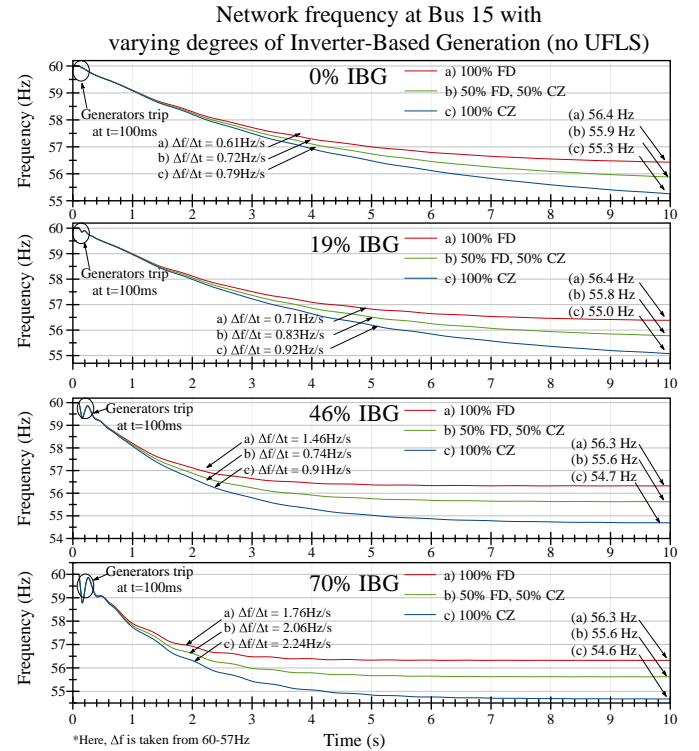 Network frequency at Bus 15 with
varying degrees of Inverter-Based Generation (no UFLS)
Frequency (Hz)
60
59
58
57
56
55
0% IBG
a) 100% FD
b) 50% FD, 50% CZ
c) 100% CZ
Generators trip
at t=100ms
a) Δf/Δt = 0.61Hz/s
b) Δf/Δt = 0.72Hz/s
c) Δf/Δt = 0.79Hz/s
(a) 56.4 Hz
(b) 55.9 Hz
(c) 55.3 Hz
0 1 2 3 4 5 6 7 8 9 10
Frequency (Hz)
60
59
58
57
56
55
19% IBG
a) 100% FD
b) 50% FD, 50% CZ
c) 100% CZ
Generators trip
at t=100ms
a) Δf/Δt = 0.71Hz/s
b) Δf/Δt = 0.83Hz/s
c) Δf/Δt = 0.92Hz/s
(a) 56.4 Hz
(b) 55.8 Hz
(c) 55.0 Hz
0 1 2 3 4 5 6 7 8 9 10
Frequency (Hz)
60
59
58
57
56
55
54
46% IBG
a) 100% FD
b) 50% FD, 50% CZ
c) 100% CZ
Generators trip
at t=100ms
a) Δf/Δt = 1.46Hz/s
b) Δf/Δt = 0.74Hz/s
c) Δf/Δt = 0.91Hz/s
(a) 56.3 Hz
(b) 55.6 Hz
(c) 54.7 Hz
0 1 2 3 4 5 6 7 8 9 10
Frequency (Hz)
60
59
58
57
56
55
70% IBG
a) 100% FD
b) 50% FD, 50% CZ
c) 100% CZ
Generators trip
at t=100ms
a) Δf/Δt = 1.76Hz/s
b) Δf/Δt = 2.06Hz/s
c) Δf/Δt = 2.24Hz/s
(a) 56.3 Hz
(b) 55.6 Hz
(c) 54.6 Hz
0 1 2 3 4 5 6 7 8 9 10
*Here, Δf is taken from 60-57Hz
Time (s)